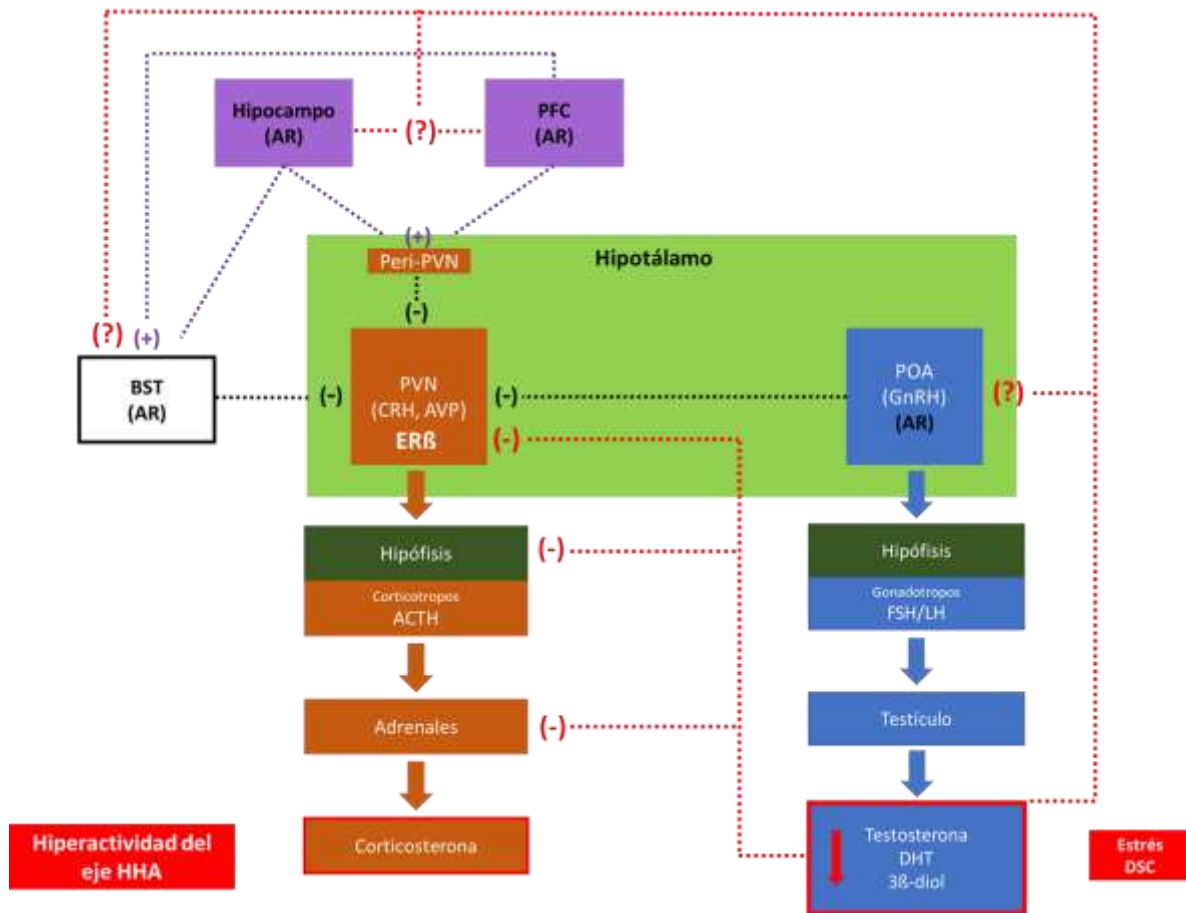 Hipocampo
(AR)
(?)
PFC
(AR)
(+)
Peri-PVN
Hipotálamo
(-)
(?)
(+)
BST
(AR)
(-)
PVN
(CRH, AVP)
ERß
(-)
(-)
POA
(GnRH)
(AR)
(?)
Hipófisis
Corticotropos
ACTH
(-)
Hipófisis
Gonadotropos
FSH/LH
Adrenales
(-)
Testículo
Hiperactividad del
eje HHA
Corticosterona
Testosterona
DHT
3ß-diol
Estrés
DSC